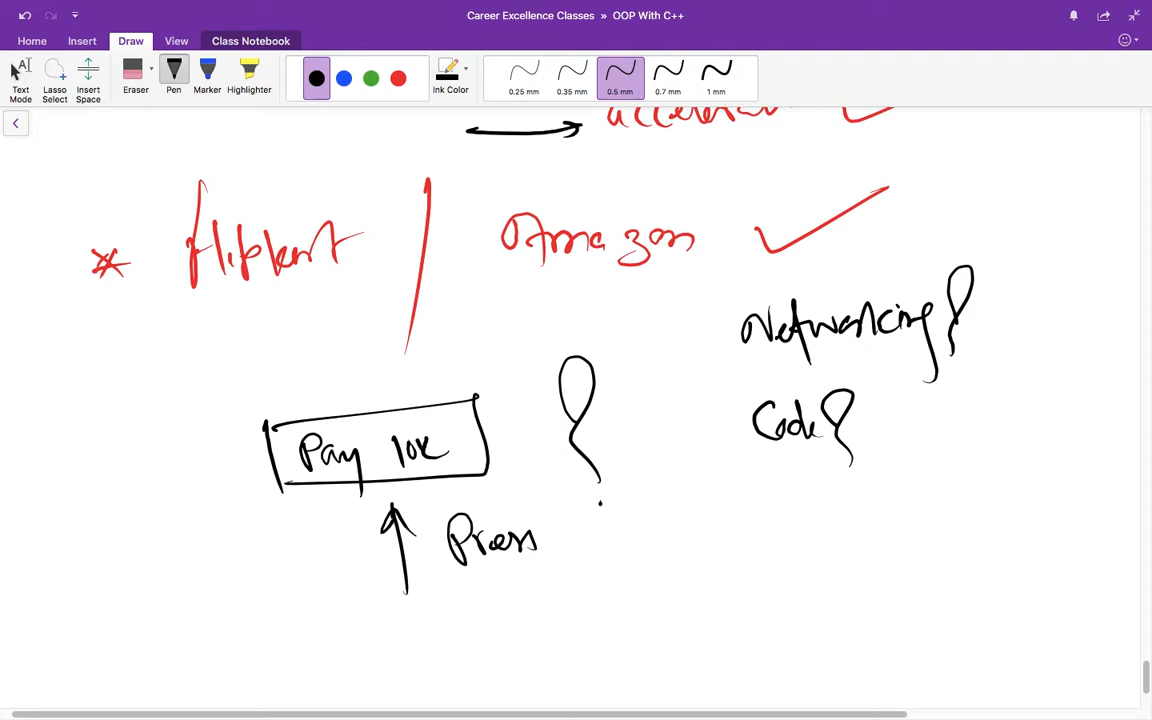 Career Excellence Classes » OOP With C++
Home Insert Draw View Class Notebook
Text Mode
Lasso Select
Insert Space
Eraser
Pen
Marker
Highlighter
Ink Color
0.25 mm
0.35 mm
0.5 mm
0.7 mm
1 mm
* flipkart / Amazon
Networking?
Code?
Pay 10K ?
Press